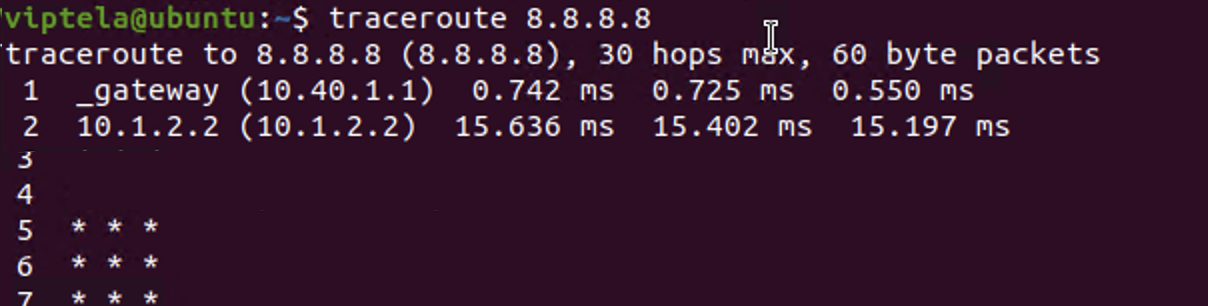 viptela@ubuntu:~$ traceroute 8.8.8.8
traceroute to 8.8.8.8 (8.8.8.8), 30 hops max, 60 byte packets
1 _gateway (10.40.1.1) 0.742 ms 0.725 ms 0.550 ms
2 10.1.2.2 (10.1.2.2) 15.636 ms 15.402 ms 15.197 ms
3
4
5 * * *
6 * * *
7 * * *